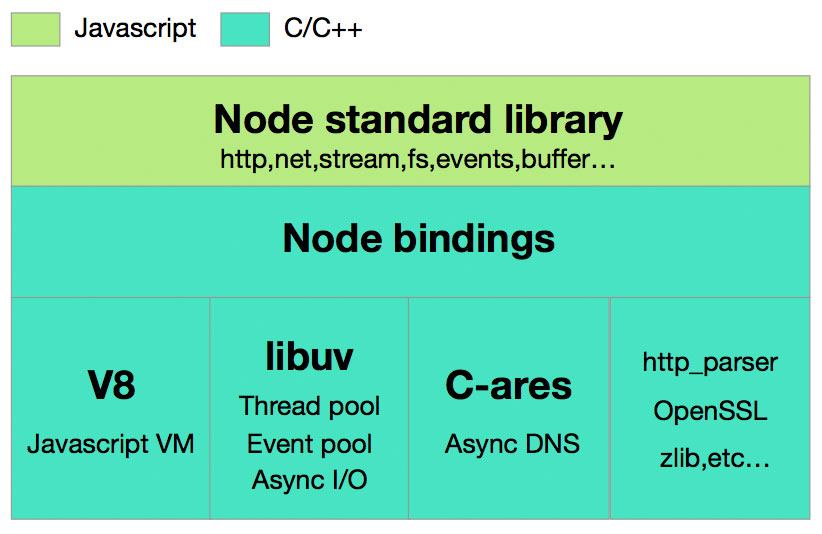 Javascript
C/C++
Node standard library
http,net,stream,fs,events,buffer…
Node bindings
V8
Javascript VM
libuv
Thread pool
Event pool
Async I/O
C-ares
Async DNS
http_parser
OpenSSL
zlib,etc…